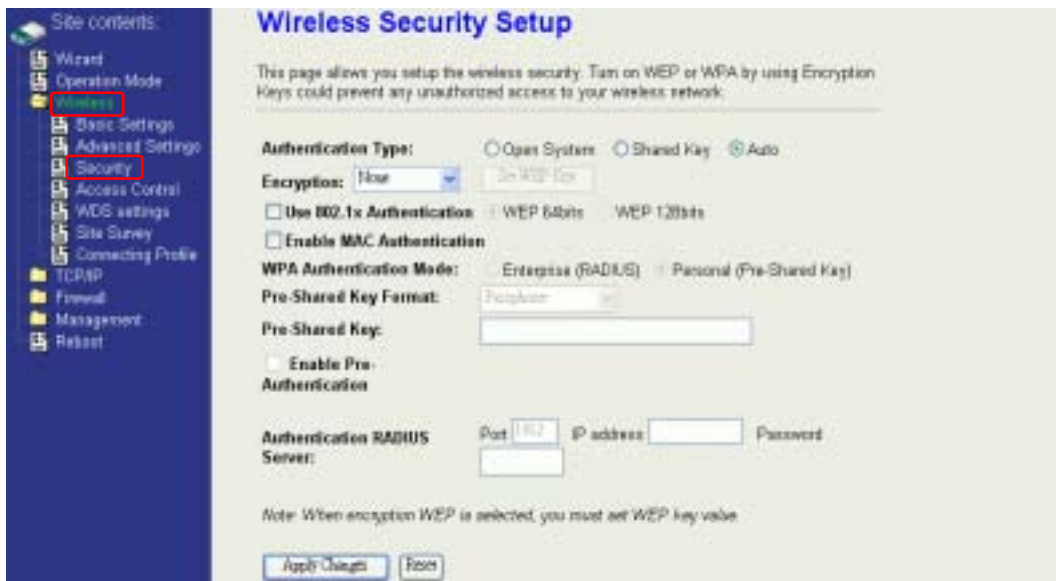 Site contents:
Wizard
Operation Mode
Wireless
Basic Settings
Advanced Settings
Security
Access Control
WDS settings
Site Survey
Connecting Profile
TCP/IP
Firewall
Management
Reboot
Wireless Security Setup
This page allows you setup the wireless security. Turn on WEP or WPA by using Encryption
Keys could prevent any unauthorized access to your wireless network.
Authentication Type: Open System Shared Key Auto
Encryption: None Set WEP Key
Use 802.1x Authentication WEP 64bits WEP 128bits
Enable MAC Authentication
WPA Authentication Mode: Enterprise (RADIUS) Personal (Pre-Shared Key)
Pre-Shared Key Format: Passphrase
Pre-Shared Key:
Enable Pre-
Authentication
Authentication RADIUS
Server:
Port 1812 IP address Password
Note: When encryption WEP is selected, you must set WEP key value.
Apply Changes Reset